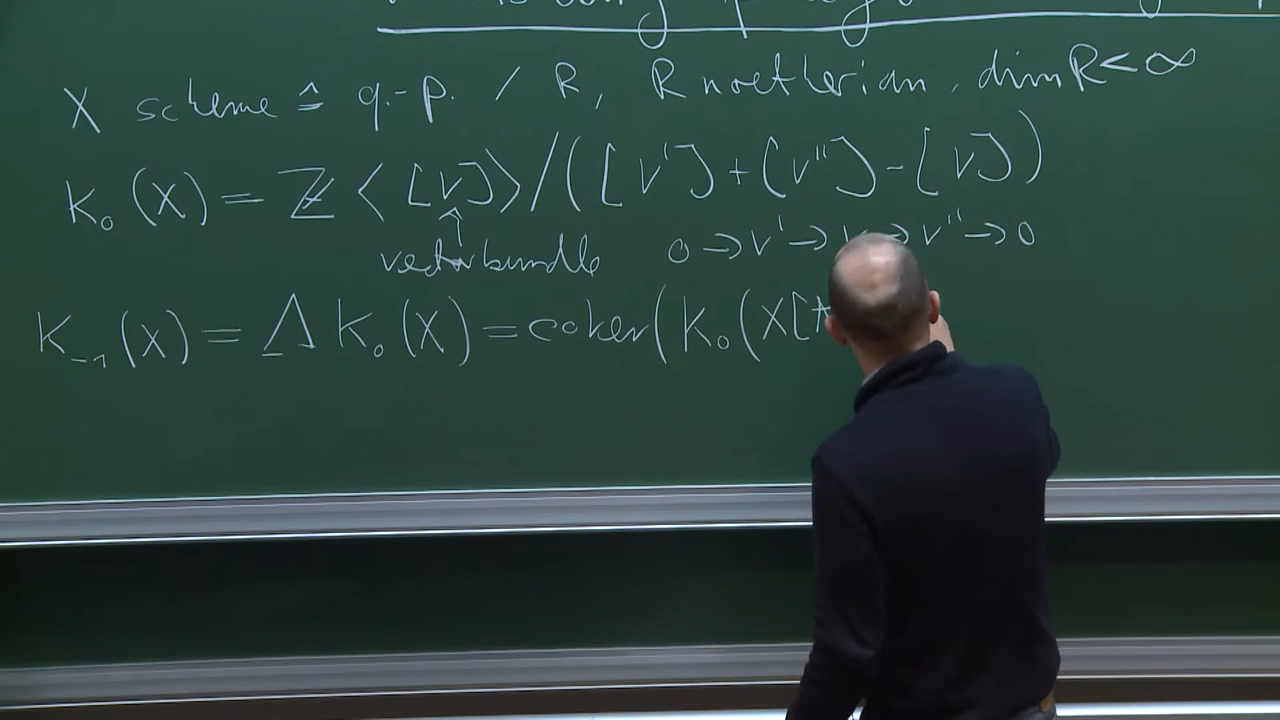 X scheme ≙ q.-p. / R, R noetherian, dim R < ∞
K₀(X) = ℤ⟨[V]⟩/([V'] + [V''] - [V])
↑
vectorbundle 0 → V' → V → V'' → 0
K₋₁(X) = Λ K₀(X) = coker(K₀(X[t